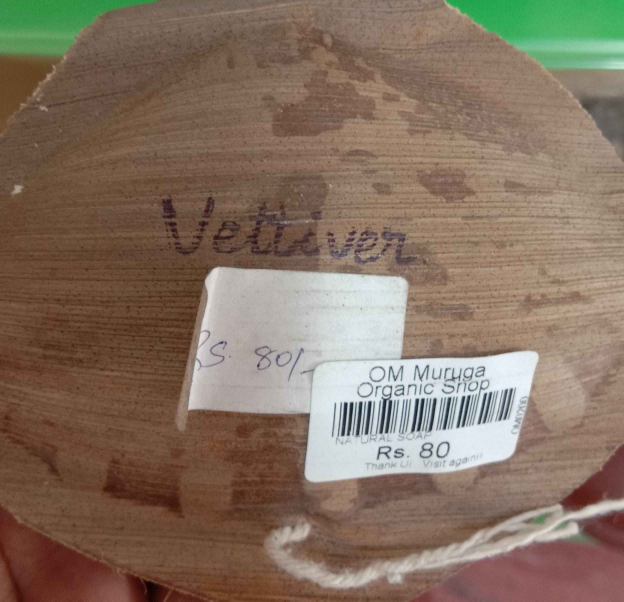 Vettiver
Rs. 80/-
OM Muruga
Organic Shop
NATURAL SOAP
Rs. 80
Thank U! Visit again!!